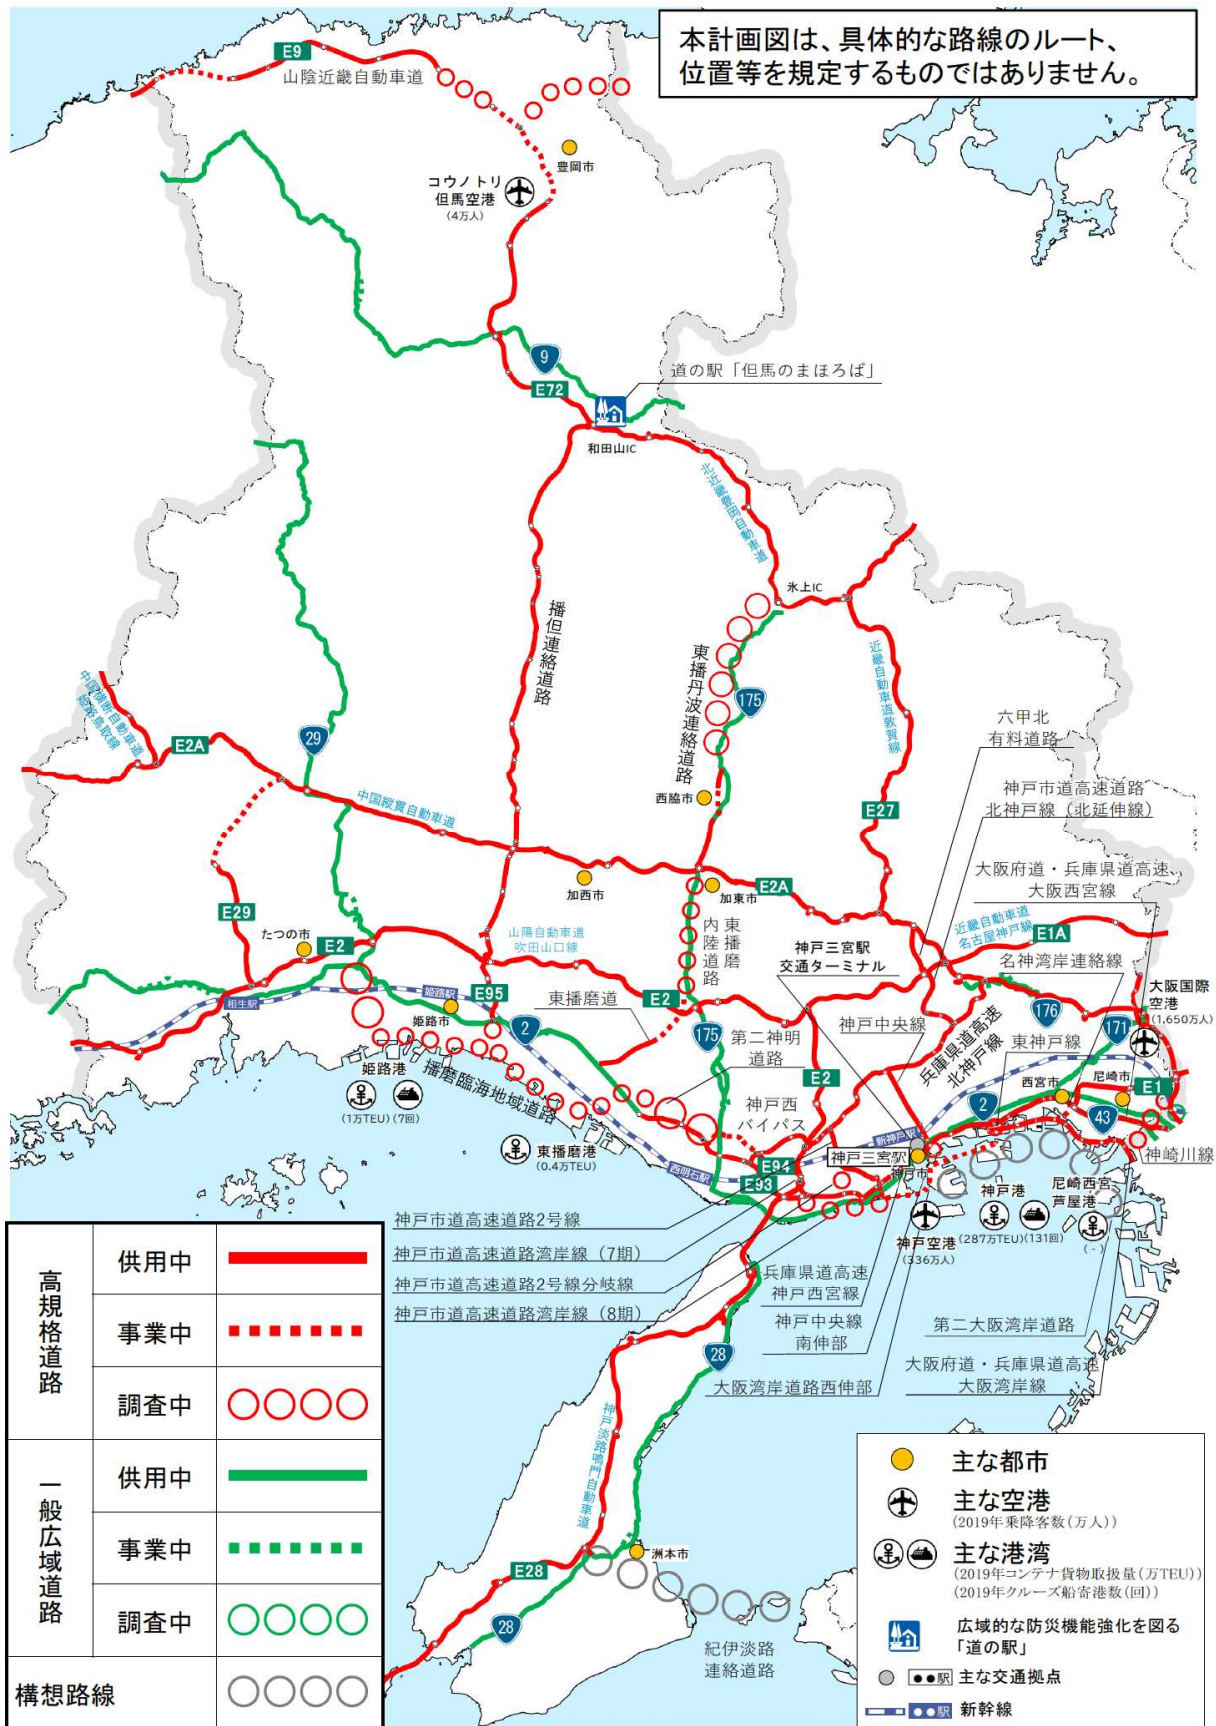 本計画図は、具体的な路線のルート、
位置等を規定するものではありません。
E9
山陰近畿自動車道
豊岡市
コウノトリ
但馬空港
(4万人)
9
道の駅「但馬のまほろば」
E72
和田山IC
北近畿豊岡自動車道
氷上IC
播但連絡道路
東播丹波連絡道路
175
近畿自動車道敦賀線
中国横断自動車道
姫路鳥取線
E2A
29
六甲北
有料道路
神戸市道高速道路
北神戸線（北延伸線）
西脇市
E27
中国縦貫自動車道
大阪府道・兵庫県道高速
大阪西宮線
加西市
加東市
E2A
E29
たつの市
E2
山陽自動車道
吹田山口線
東播磨
内陸道路
神戸三宮駅
交通ターミナル
近畿自動車道
名古屋神戸線
E1A
名神湾岸連絡線
大阪国際
空港
(1,650万人)
相生駅
姫路駅
E95
東播磨道
E2
姫路市
2
175
第二神明
道路
神戸中央線
兵庫県道高速
北神戸線
176
171
東神戸線
姫路港
(1万TEU)(7回)
播磨臨海地域道路
E2
神戸西
バイパス
西宮市
尼崎市
E1
2
43
新神戸駅
東播磨港
(0.4万TEU)
西明石駅
E94
E93
神戸三宮駅
神戸市
神崎川線
神戸空港
(336万人)
神戸港
(287万TEU)(131回)
尼崎西宮
芦屋港
(-)
神戸市道高速道路2号線
神戸市道高速道路湾岸線（7期）
神戸市道高速道路2号線分岐線
神戸市道高速道路湾岸線（8期）
兵庫県道高速
神戸西宮線
神戸中央線
南伸部
第二大阪湾岸道路
28
大阪湾岸道路西伸部
大阪府道・兵庫県道高速
大阪湾岸線
神戸淡路鳴門自動車道
E28
洲本市
28
紀伊淡路
連絡道路
高規格道路
供用中
事業中
調査中
一般広域道路
供用中
事業中
調査中
構想路線
主な都市
主な空港
(2019年乗降客数(万人))
主な港湾
(2019年コンテナ貨物取扱量(万TEU))
(2019年クルーズ船寄港数(回))
広域的な防災機能強化を図る
「道の駅」
●●駅 主な交通拠点
●●駅 新幹線